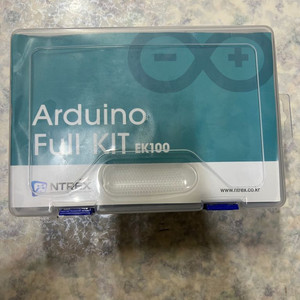 Arduino
Full KIT EK100
NTREX
www.ntrex.co.kr